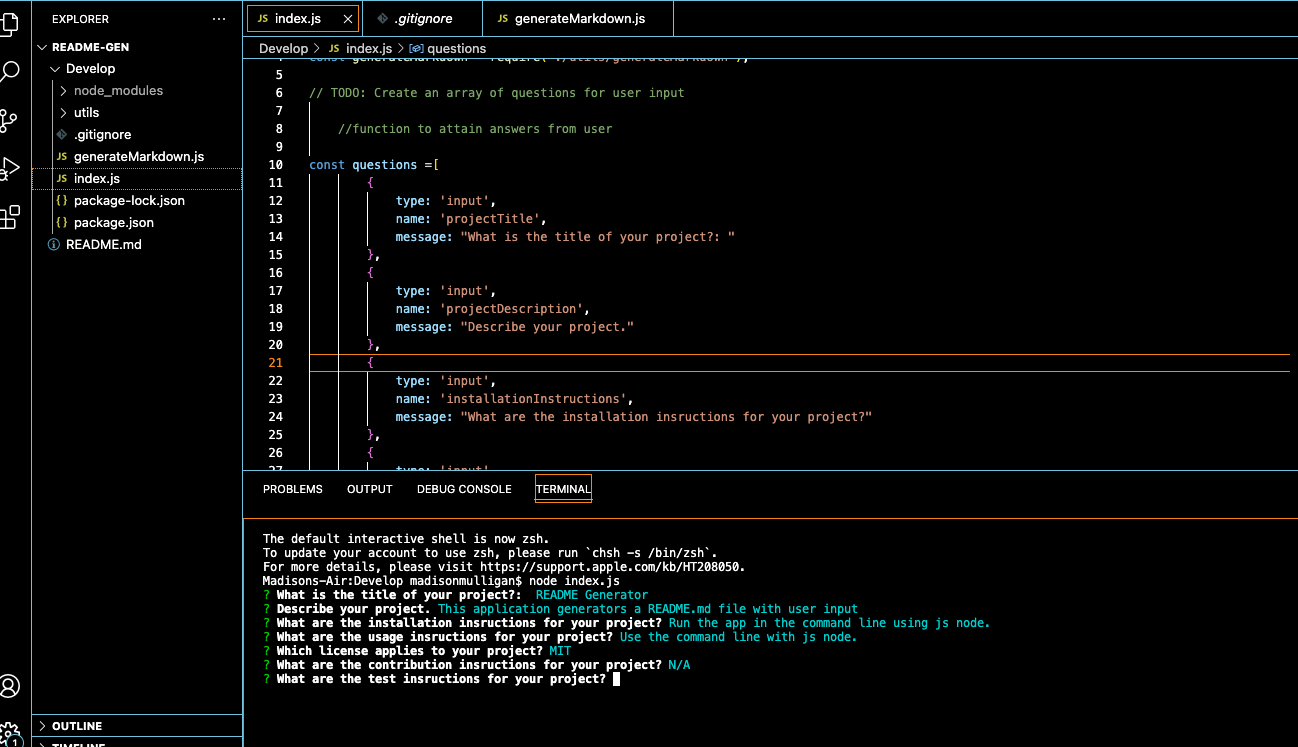 EXPLORER
···
README-GEN
Develop
node_modules
utils
.gitignore
JS generateMarkdown.js
JS index.js
{} package-lock.json
{} package.json
README.md
OUTLINE
TIMELINE
1
JS index.js ×
.gitignore
JS generateMarkdown.js
Develop > JS index.js > questions
4 const generateMarkdown = require('./utils/generateMarkdown');
5
6 // TODO: Create an array of questions for user input
7
8 //function to attain answers from user
9
10 const questions =[
11 {
12 type: 'input',
13 name: 'projectTitle',
14 message: "What is the title of your project?: "
15 },
16 {
17 type: 'input',
18 name: 'projectDescription',
19 message: "Describe your project."
20 },
21 {
22 type: 'input',
23 name: 'installationInstructions',
24 message: "What are the installation insructions for your project?"
25 },
26 {
27 type: 'input'
PROBLEMS OUTPUT DEBUG CONSOLE TERMINAL
The default interactive shell is now zsh.
To update your account to use zsh, please run `chsh -s /bin/zsh`.
For more details, please visit https://support.apple.com/kb/HT208050.
Madisons-Air:Develop madisonmulligan$ node index.js
? What is the title of your project?:  README Generator
? Describe your project. This application generators a README.md file with user input
? What are the installation insructions for your project? Run the app in the command line using js node.
? What are the usage insructions for your project? Use the command line with js node.
? Which license applies to your project? MIT
? What are the contribution insructions for your project? N/A
? What are the test insructions for your project?